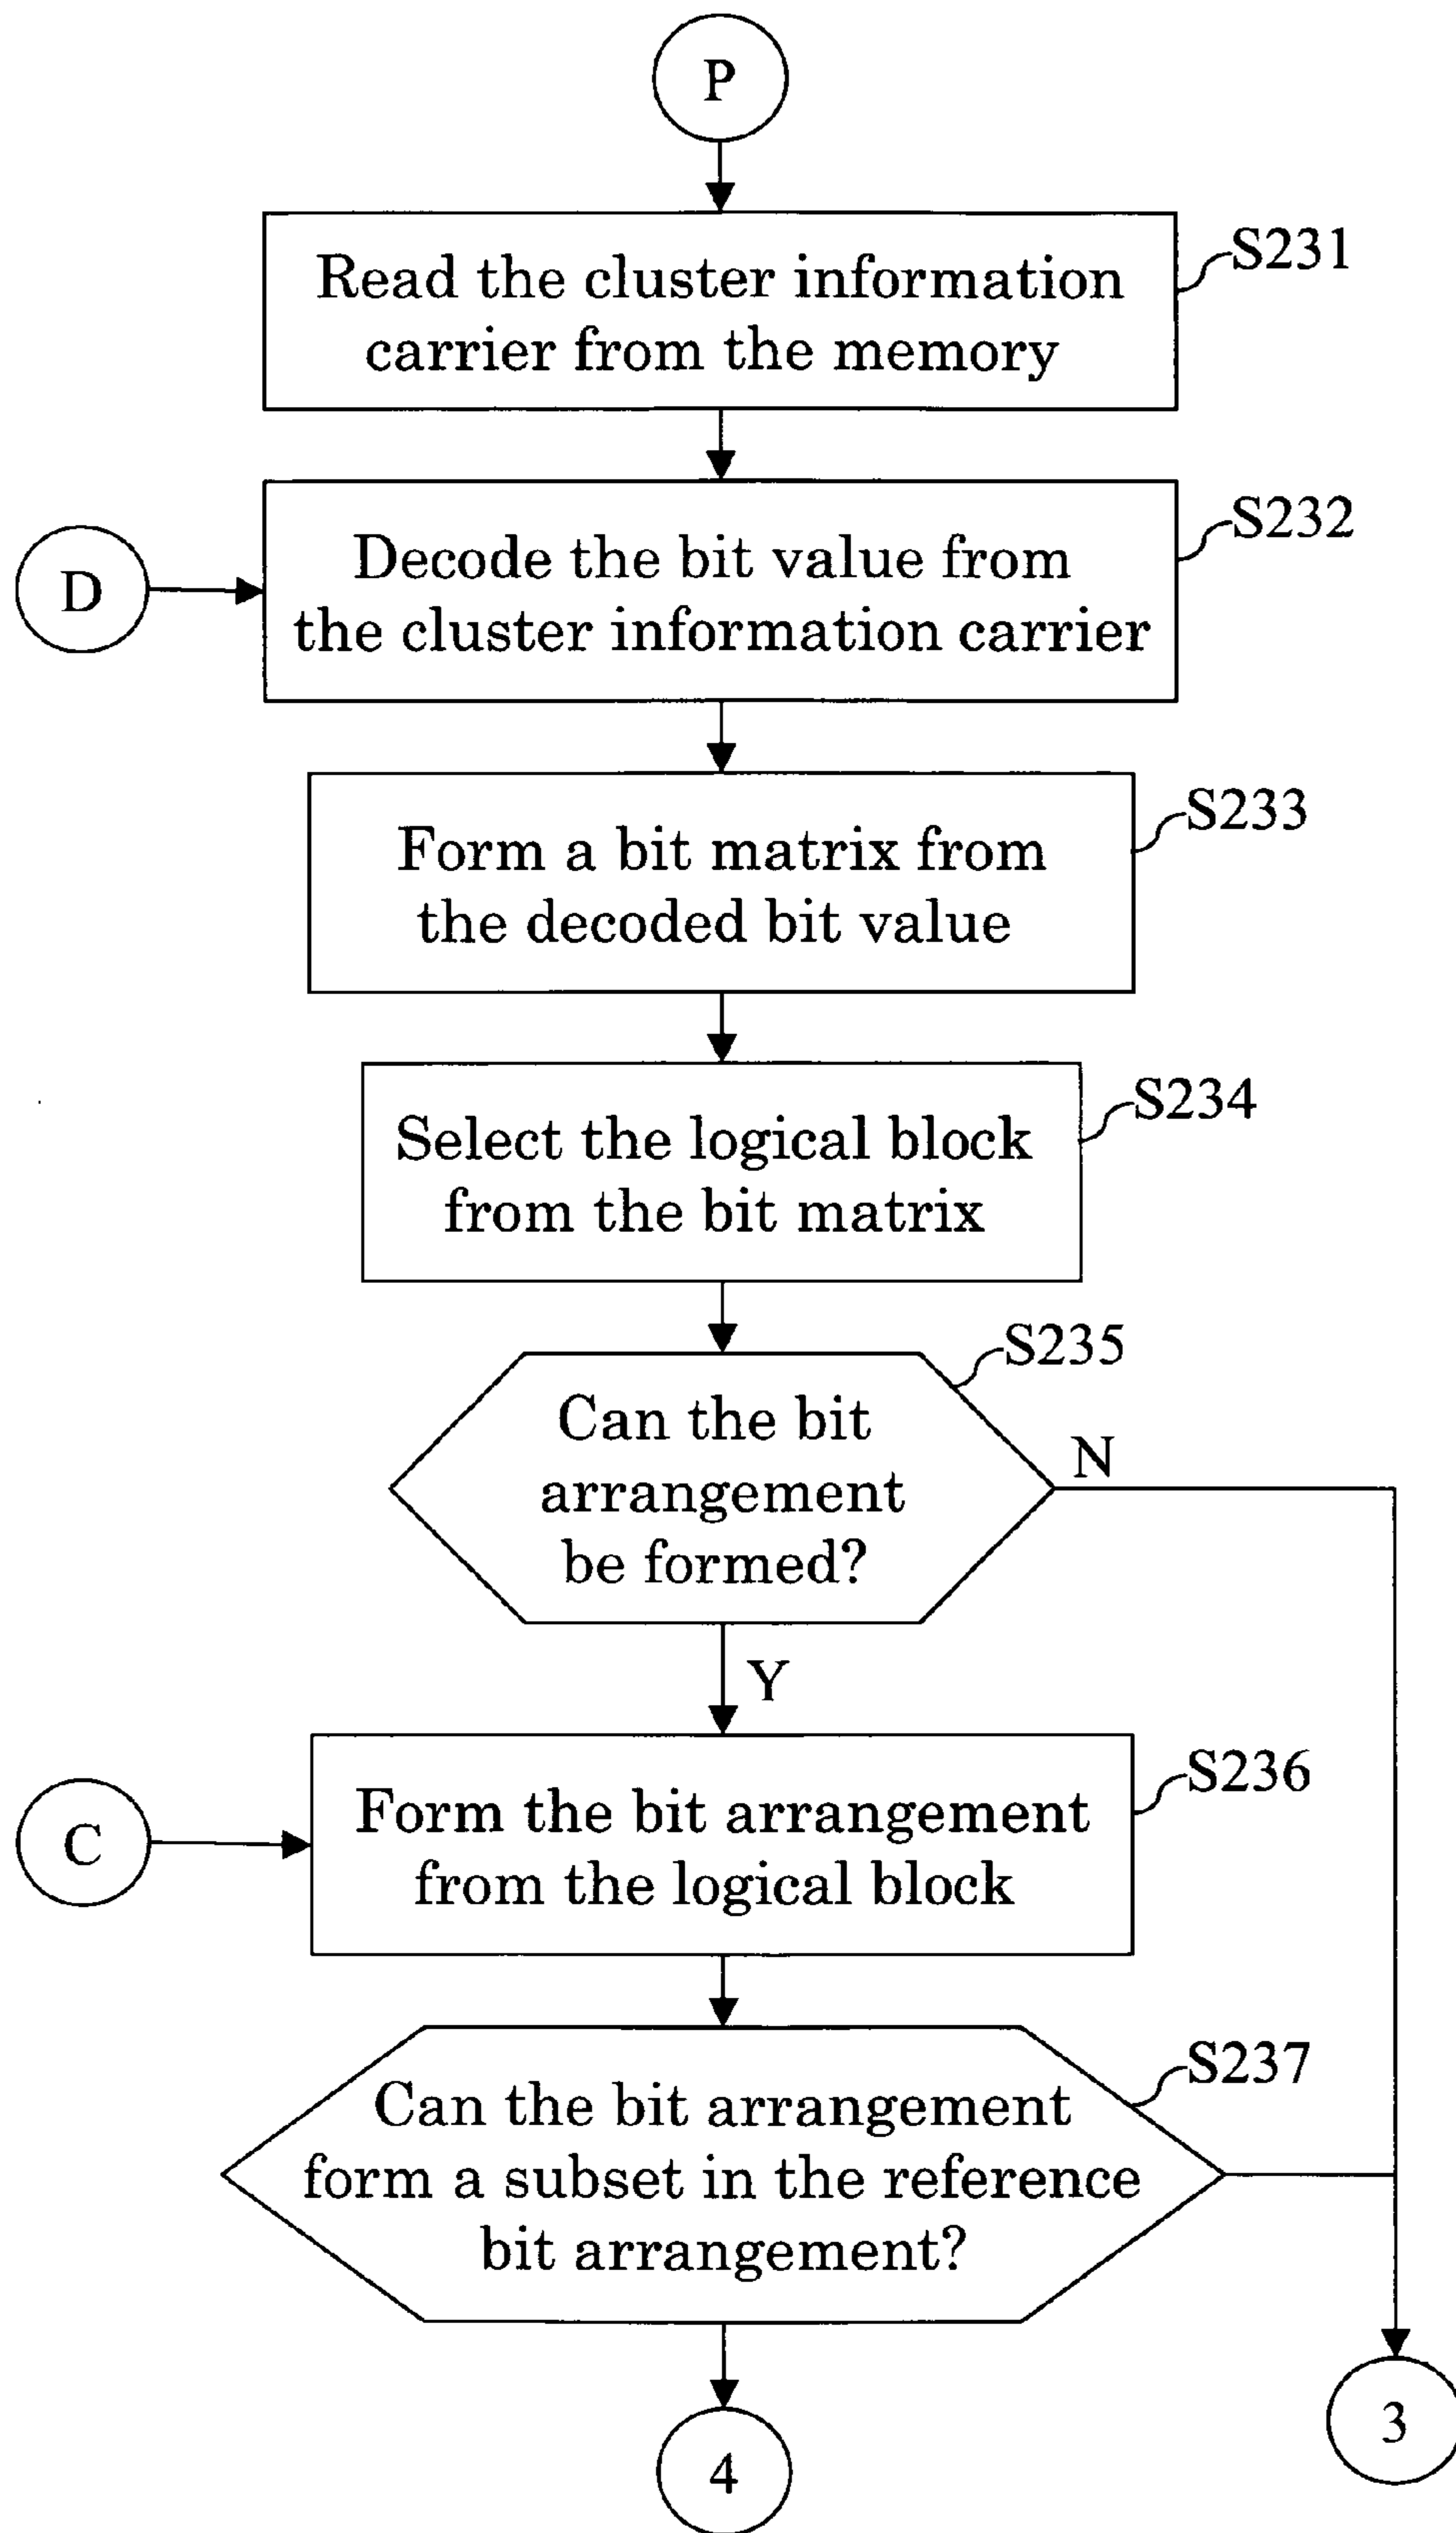 P
S231
Read the cluster information
carrier from the memory
S232
D
Decode the bit value from
the cluster information carrier
S233
Form a bit matrix from
the decoded bit value
S234
Select the logical block
from the bit matrix
S235
Can the bit
arrangement
be formed?
N
Y
S236
C
Form the bit arrangement
from the logical block
S237
Can the bit arrangement
form a subset in the reference
bit arrangement?
3
4